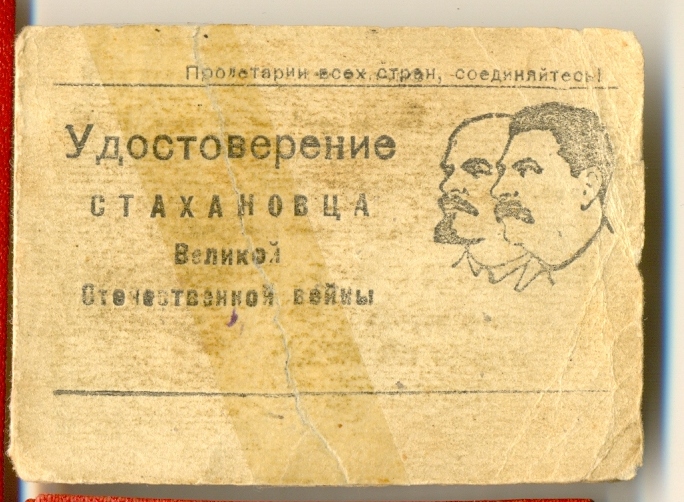 Пролетарии всех стран, соединяйтесь!
Удостоверение
СТАХАНОВЦА
Великой
Отечественной войны